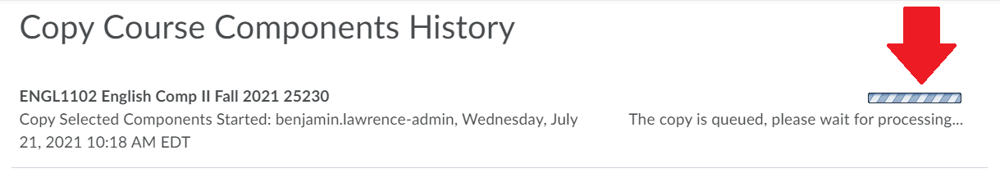 Copy Course Components History
ENGL1102 English Comp II Fall 2021 25230
Copy Selected Components Started: benjamin.lawrence-admin, Wednesday, July
21, 2021 10:18 AM EDT
The copy is queued, please wait for processing...